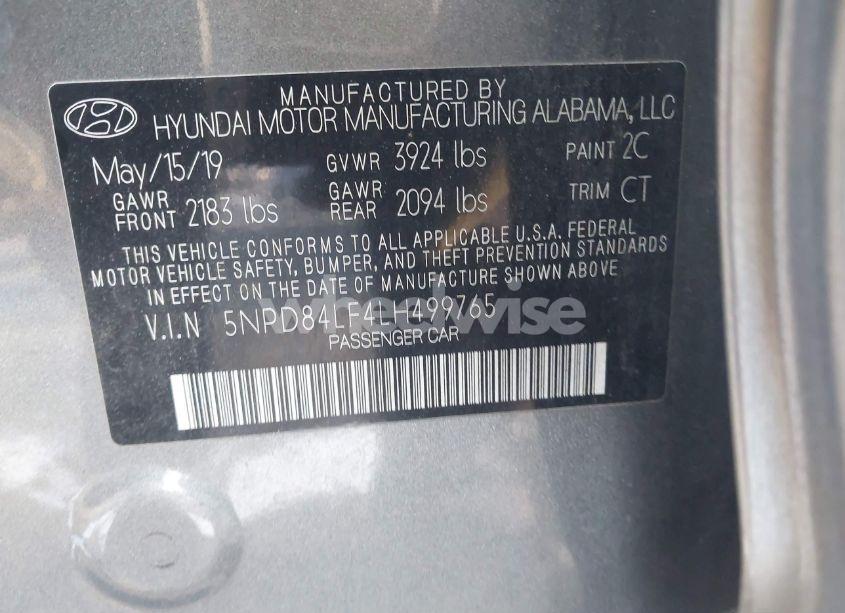 MANUFACTURED BY
HYUNDAI MOTOR MANUFACTURING ALABAMA, LLC
May/15/19 GVWR 3924 lbs PAINT 2C
GAWR FRONT 2183 lbs GAWR REAR 2094 lbs TRIM CT
THIS VEHICLE CONFORMS TO ALL APPLICABLE U.S.A. FEDERAL
MOTOR VEHICLE SAFETY, BUMPER, AND THEFT PREVENTION STANDARDS
IN EFFECT ON THE DATE OF MANUFACTURE SHOWN ABOVE
V.I.N 5NPD84LF4LH499765
PASSENGER CAR
wheelwise